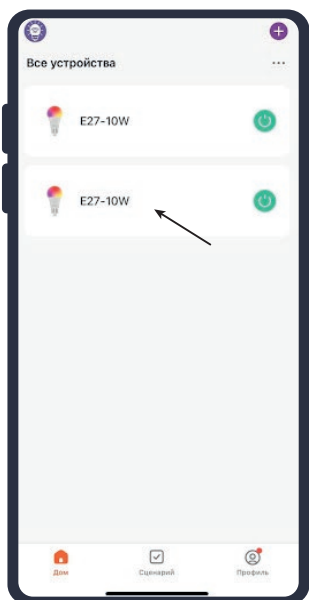 Все устройства
E27-10W
E27-10W
Дом
Сценарий
Профиль